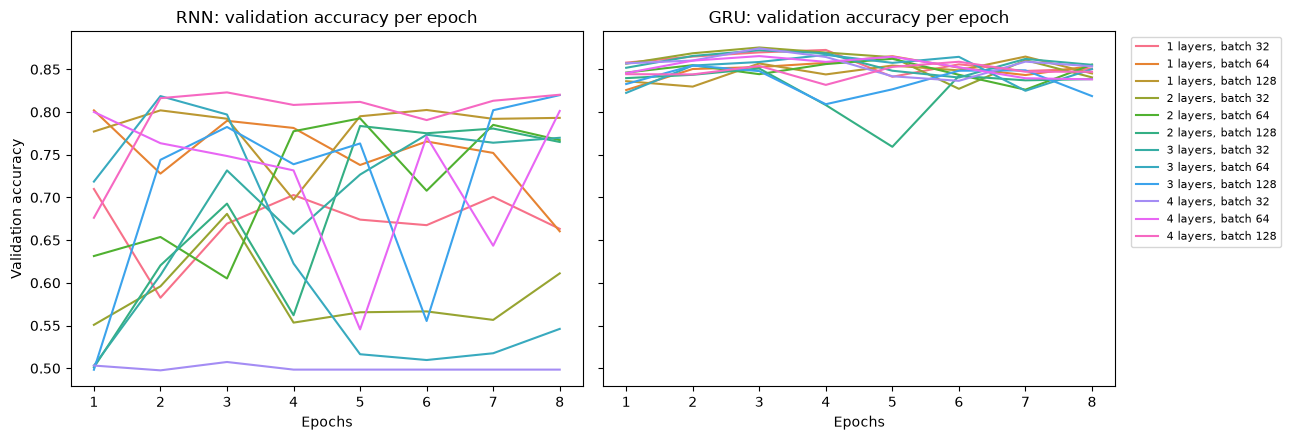 RNN: validation accuracy per epoch
GRU: validation accuracy per epoch
Validation accuracy
0.85
0.80
0.75
0.70
0.65
0.60
0.55
0.50
1 2 3 4 5 6 7 8
Epochs
1 2 3 4 5 6 7 8
Epochs
1 layers, batch 32
1 layers, batch 64
1 layers, batch 128
2 layers, batch 32
2 layers, batch 64
2 layers, batch 128
3 layers, batch 32
3 layers, batch 64
3 layers, batch 128
4 layers, batch 32
4 layers, batch 64
4 layers, batch 128